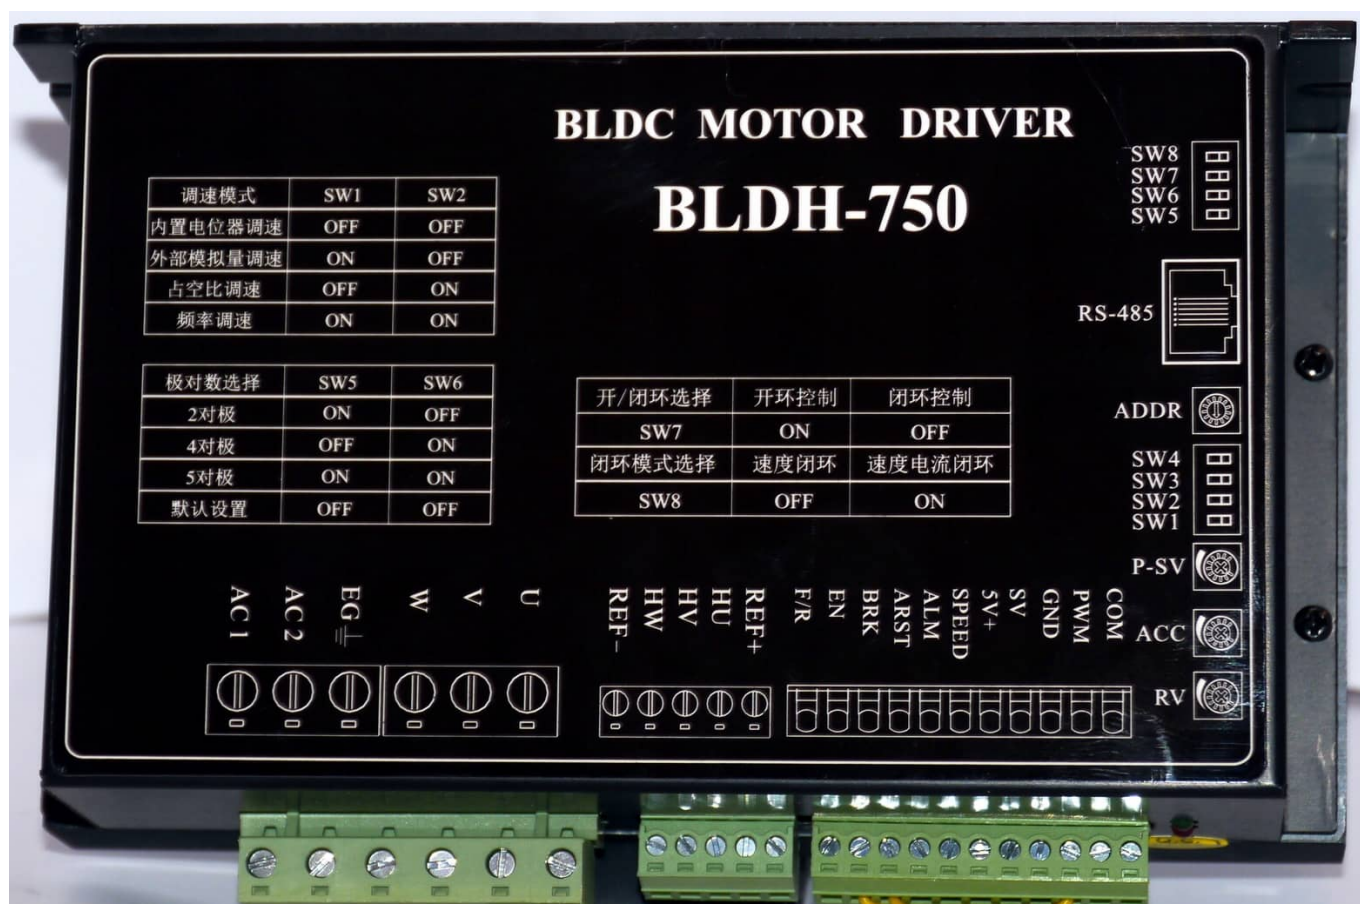 BLDC MOTOR DRIVER
BLDH-750
调速模式 SW1 SW2
内置电位器调速 OFF OFF
外部模拟量调速 ON OFF
占空比调速 OFF ON
频率调速 ON ON
极对数选择 SW5 SW6
2对极 ON OFF
4对极 OFF ON
5对极 ON ON
默认设置 OFF OFF
开/闭环选择 开环控制 闭环控制
SW7 ON OFF
闭环模式选择 速度闭环 速度电流闭环
SW8 OFF ON
SW8
SW7
SW6
SW5
RS-485
ADDR
SW4
SW3
SW2
SW1
P-SV
ACC
RV
AC1
AC2
EG
W
V
U
REF-
HW
HV
HU
REF+
F/R
EN
BRK
ARST
ALM
SPEED
5V+
SV
GND
PWM
COM